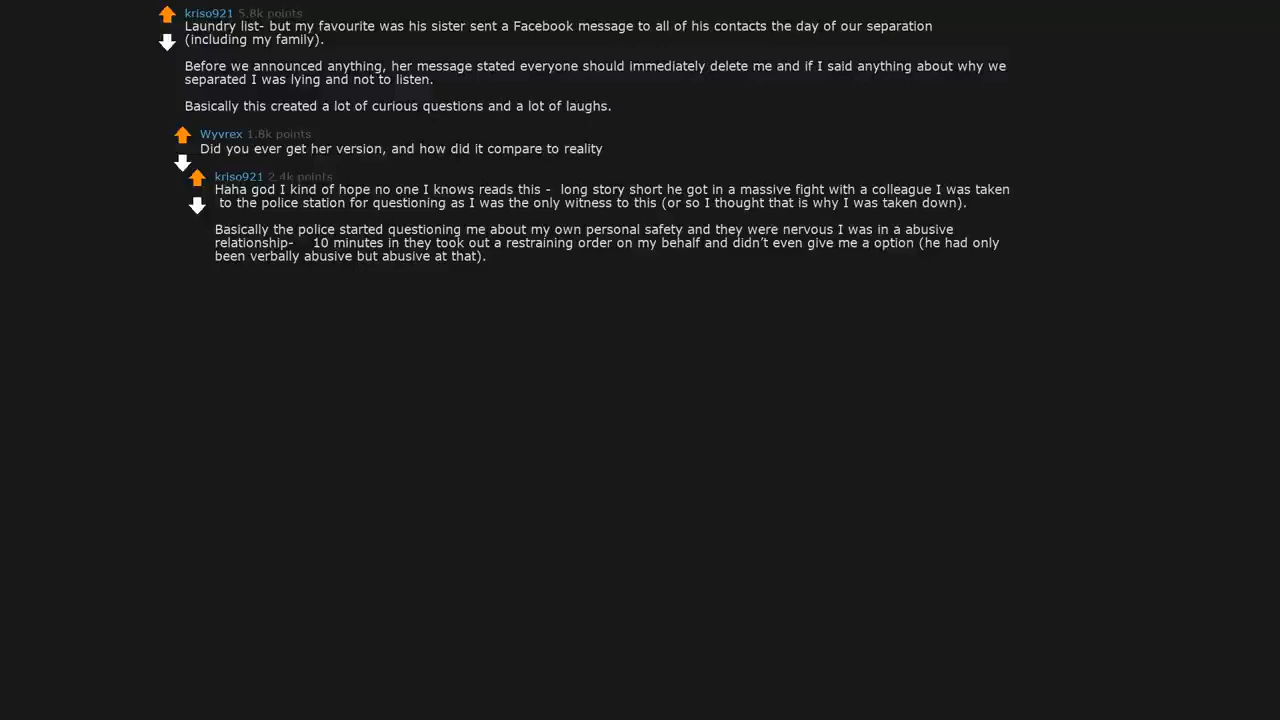 kriso921 5.8k points
Laundry list- but my favourite was his sister sent a Facebook message to all of his contacts the day of our separation
(including my family).
Before we announced anything, her message stated everyone should immediately delete me and if I said anything about why we
separated I was lying and not to listen.
Basically this created a lot of curious questions and a lot of laughs.
Wyvrex 1.8k points
Did you ever get her version, and how did it compare to reality
kriso921 2.4k points
Haha god I kind of hope no one I knows reads this - long story short he got in a massive fight with a colleague I was taken
to the police station for questioning as I was the only witness to this (or so I thought that is why I was taken down).
Basically the police started questioning me about my own personal safety and they were nervous I was in a abusive
relationship- 10 minutes in they took out a restraining order on my behalf and didn't even give me a option (he had only
been verbally abusive but abusive at that).